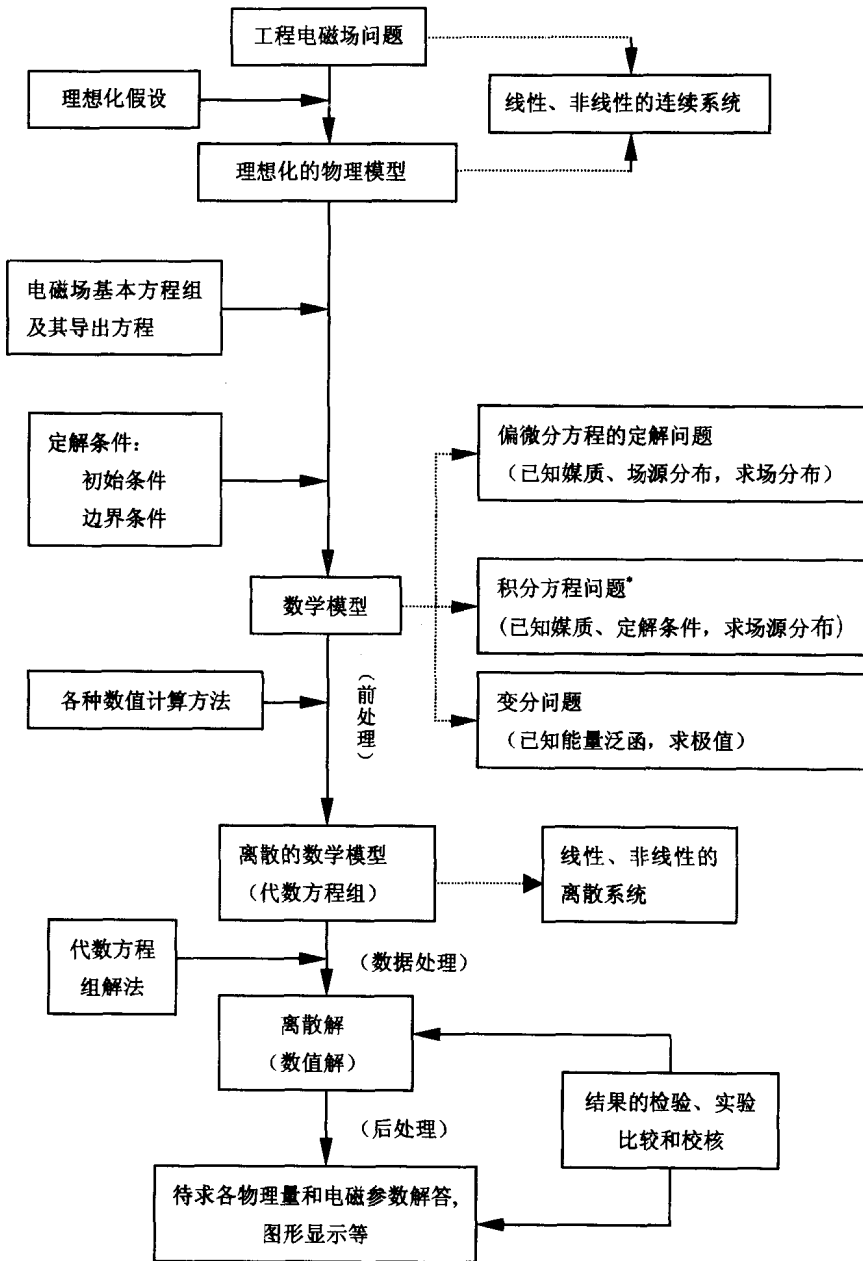 工程电磁场问题
理想化假设
线性、非线性的连续系统
理想化的物理模型
电磁场基本方程组
及其导出方程
定解条件：
初始条件
边界条件
偏微分方程的定解问题
（已知媒质、场源分布，求场分布）
数学模型
积分方程问题*
（已知媒质、定解条件，求场源分布）
各种数值计算方法
（前处理）
变分问题
（已知能量泛函，求极值）
离散的数学模型
（代数方程组）
线性、非线性的
离散系统
代数方程
组解法
（数据处理）
离散解
（数值解）
结果的检验、实验
比较和校核
（后处理）
待求各物理量和电磁参数解答，
图形显示等